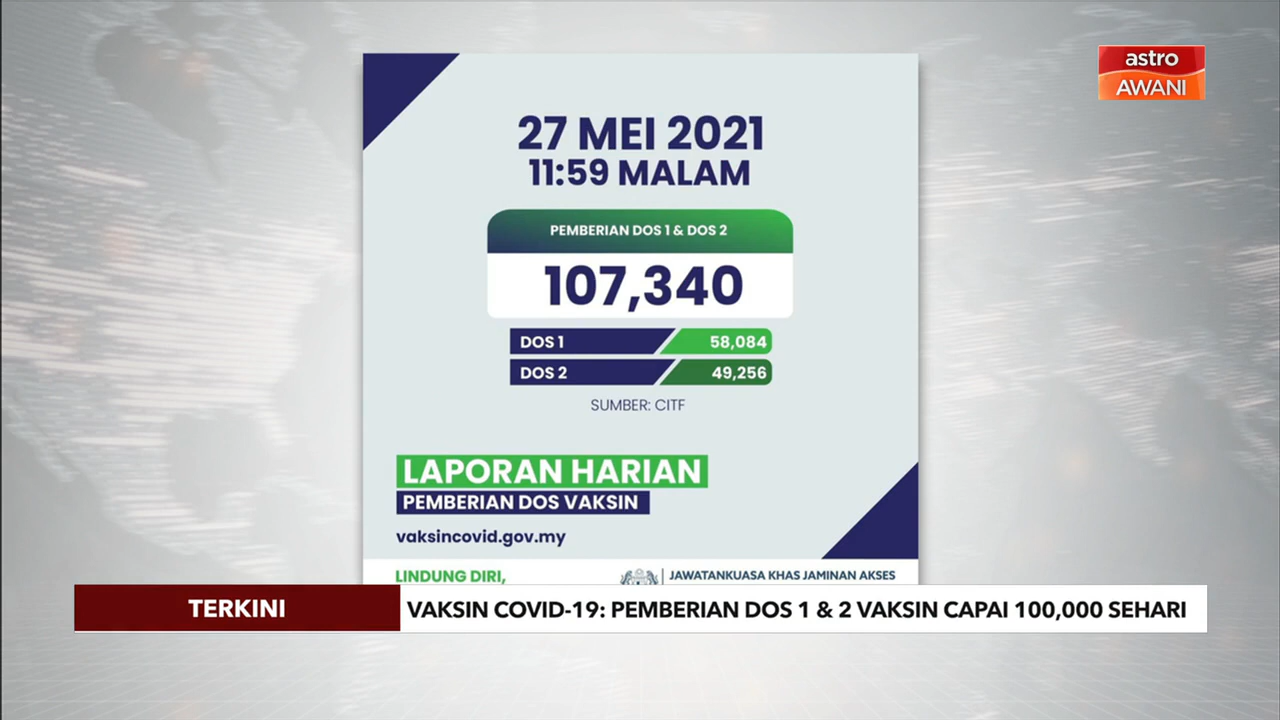 astro
AWANI
27 MEI 2021
11:59 MALAM
PEMBERIAN DOS 1 & DOS 2
107,340
DOS 1 58,084
DOS 2 49,256
SUMBER: CITF
LAPORAN HARIAN
PEMBERIAN DOS VAKSIN
vaksincovid.gov.my
LINDUNG DIRI,
JAWATANKUASA KHAS JAMINAN AKSES
TERKINI
VAKSIN COVID-19: PEMBERIAN DOS 1 & 2 VAKSIN CAPAI 100,000 SEHARI